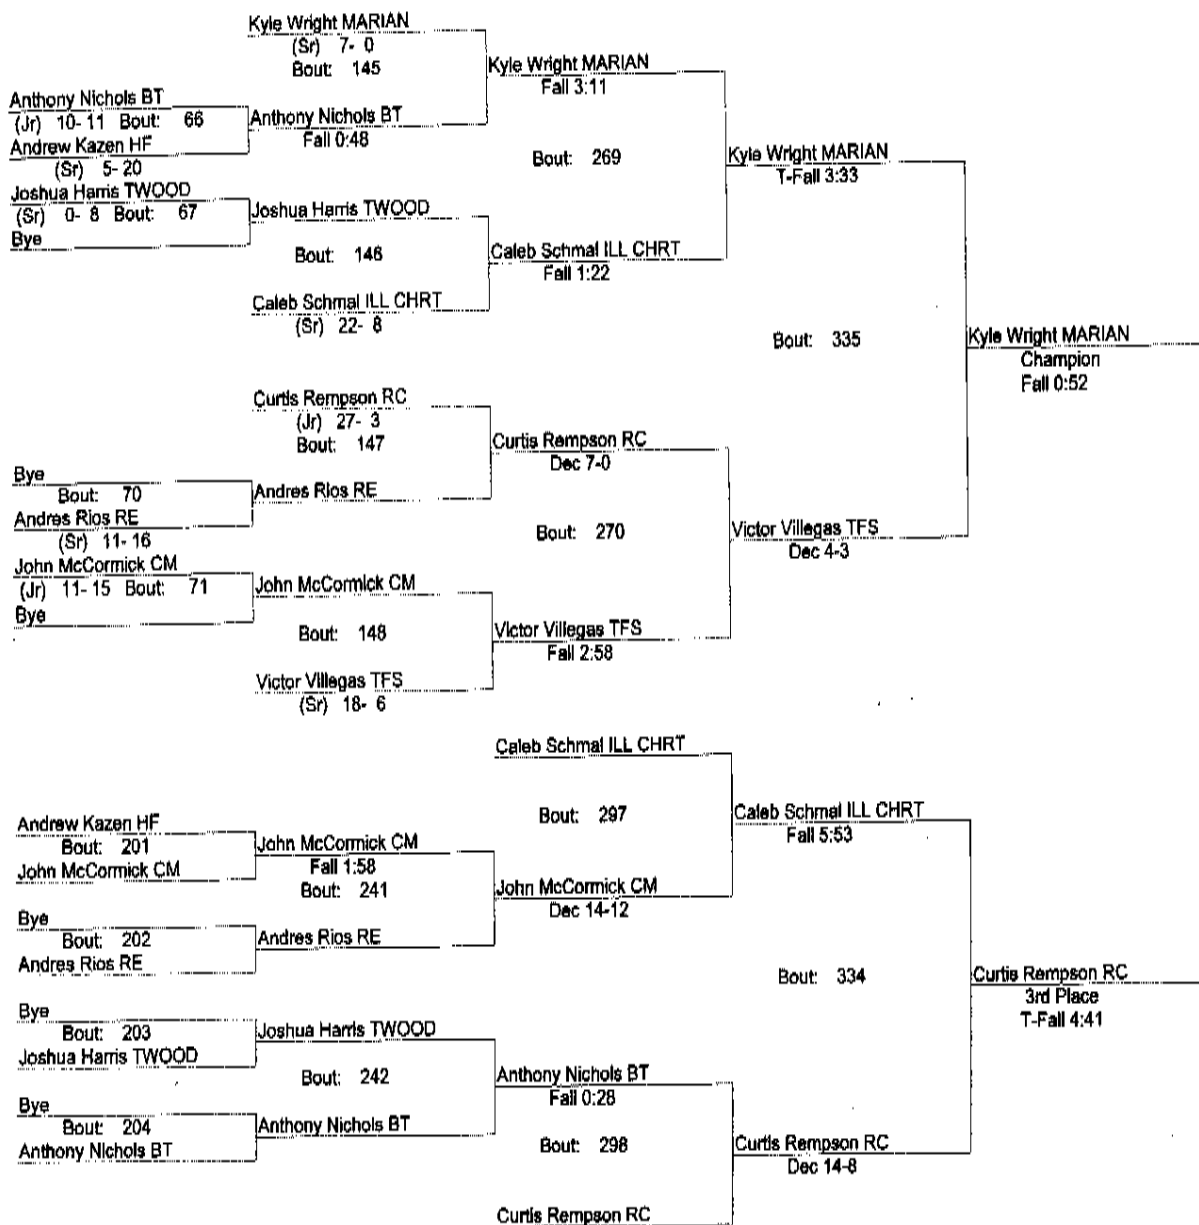 Kyle Wright MARIAN
(Sr) 7- 0
Bout: 145
Kyle Wright MARIAN
Fall 3:11
Anthony Nichols BT
(Jr) 10- 11 Bout: 66
Anthony Nichols BT
Fall 0:48
Andrew Kazen HF
(Sr) 5- 20
Bout: 269
Kyle Wright MARIAN
T-Fall 3:33
Joshua Harris TWOOD
(Sr) 0- 8 Bout: 67
Joshua Harris TWOOD
Bye
Bout: 146
Caleb Schmal ILL CHRT
Fall 1:22
Caleb Schmal ILL CHRT
(Sr) 22- 8
Bout: 335
Kyle Wright MARIAN
Champion
Fall 0:52
Curtis Rempson RC
(Jr) 27- 3
Bout: 147
Curtis Rempson RC
Dec 7-0
Bye
Bout: 70
Andres Rios RE
Andres Rios RE
(Sr) 11- 16
Bout: 270
Victor Villegas TFS
Dec 4-3
John McCormick CM
(Jr) 11- 15 Bout: 71
John McCormick CM
Bye
Bout: 148
Victor Villegas TFS
Fall 2:58
Victor Villegas TFS
(Sr) 18- 6
Caleb Schmal ILL CHRT
Bout: 297
Caleb Schmal ILL CHRT
Fall 5:53
Andrew Kazen HF
Bout: 201
John McCormick CM
John McCormick CM
Fall 1:58
Bout: 241
John McCormick CM
Dec 14-12
Bye
Bout: 202
Andres Rios RE
Andres Rios RE
Bout: 334
Curtis Rempson RC
3rd Place
T-Fall 4:41
Bye
Bout: 203
Joshua Harris TWOOD
Joshua Harris TWOOD
Bout: 242
Anthony Nichols BT
Fall 0:28
Bye
Bout: 204
Anthony Nichols BT
Anthony Nichols BT
Bout: 298
Curtis Rempson RC
Dec 14-8
Curtis Rempson RC